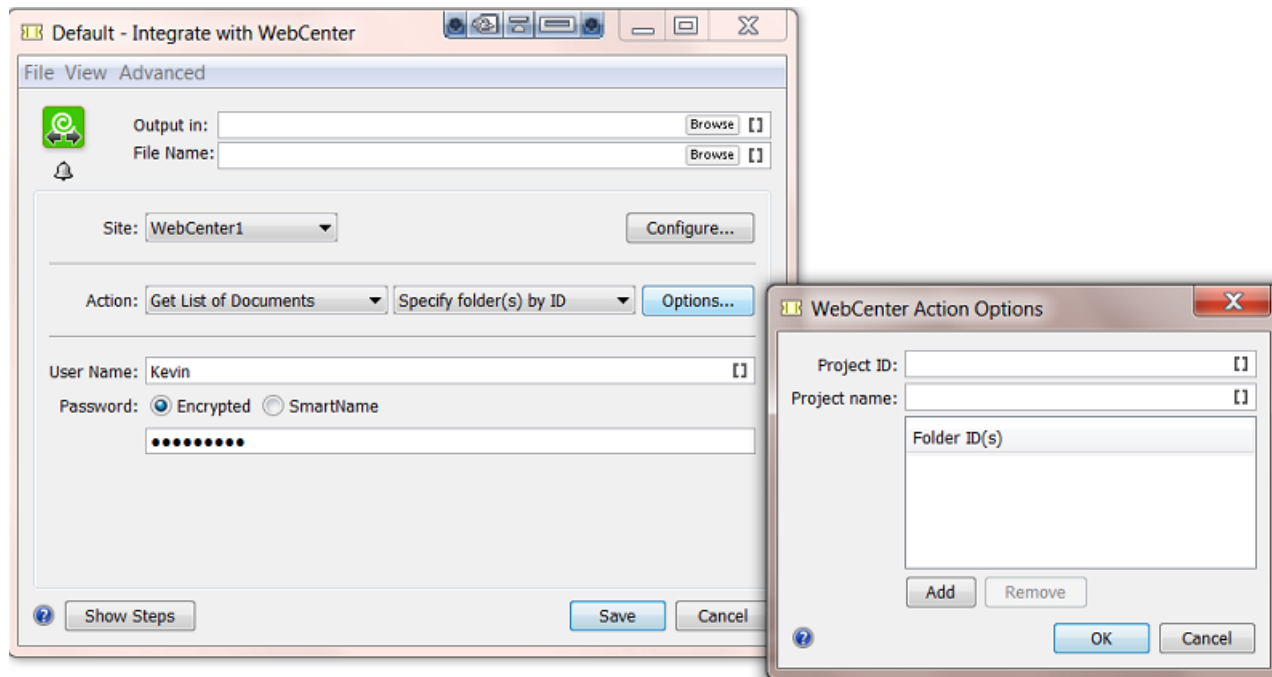 Default - Integrate with WebCenter
File View Advanced
Output in: Browse []
File Name: Browse []
Site: WebCenter1 Configure...
Action: Get List of Documents Specify folder(s) by ID Options...
User Name: Kevin []
Password: Encrypted SmartName
●●●●●●●●●
? Show Steps Save Cancel
WebCenter Action Options
Project ID: []
Project name: []
Folder ID(s)
Add Remove
? OK Cancel